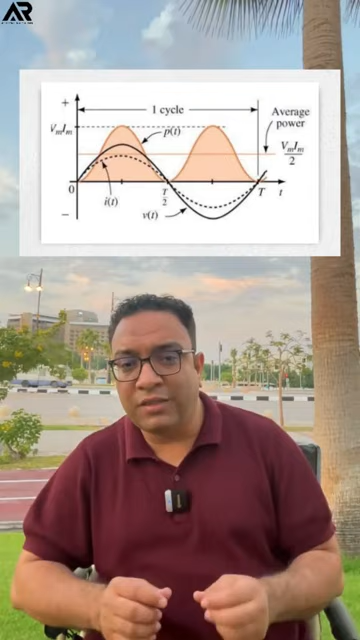 AR
+
1 cycle
Average
power
VmIm
p(t)
VmIm/2
0
T/2
T
t
i(t)
v(t)
−